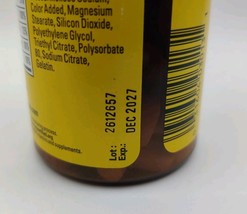 Color Added, Magnesium
Stearate, Silicon Dioxide,
Polyethylene Glycol,
Triethyl Citrate, Polysorbate
80, Sodium Citrate,
Gelatin.
supplements.
Lot: 2612657
Exp.: DEC 2027